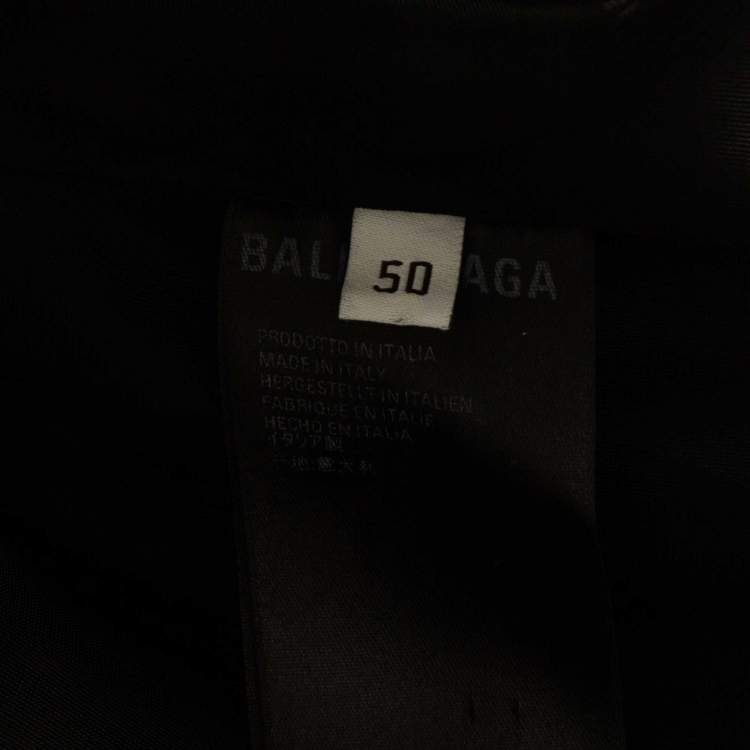 BAL AGA
50
PRODOTTO IN ITALIA
MADE IN ITALY
HERGESTELLT IN ITALIEN
FABRIQUÉ EN ITALIE
HECHO EN ITALIA
イタリア製